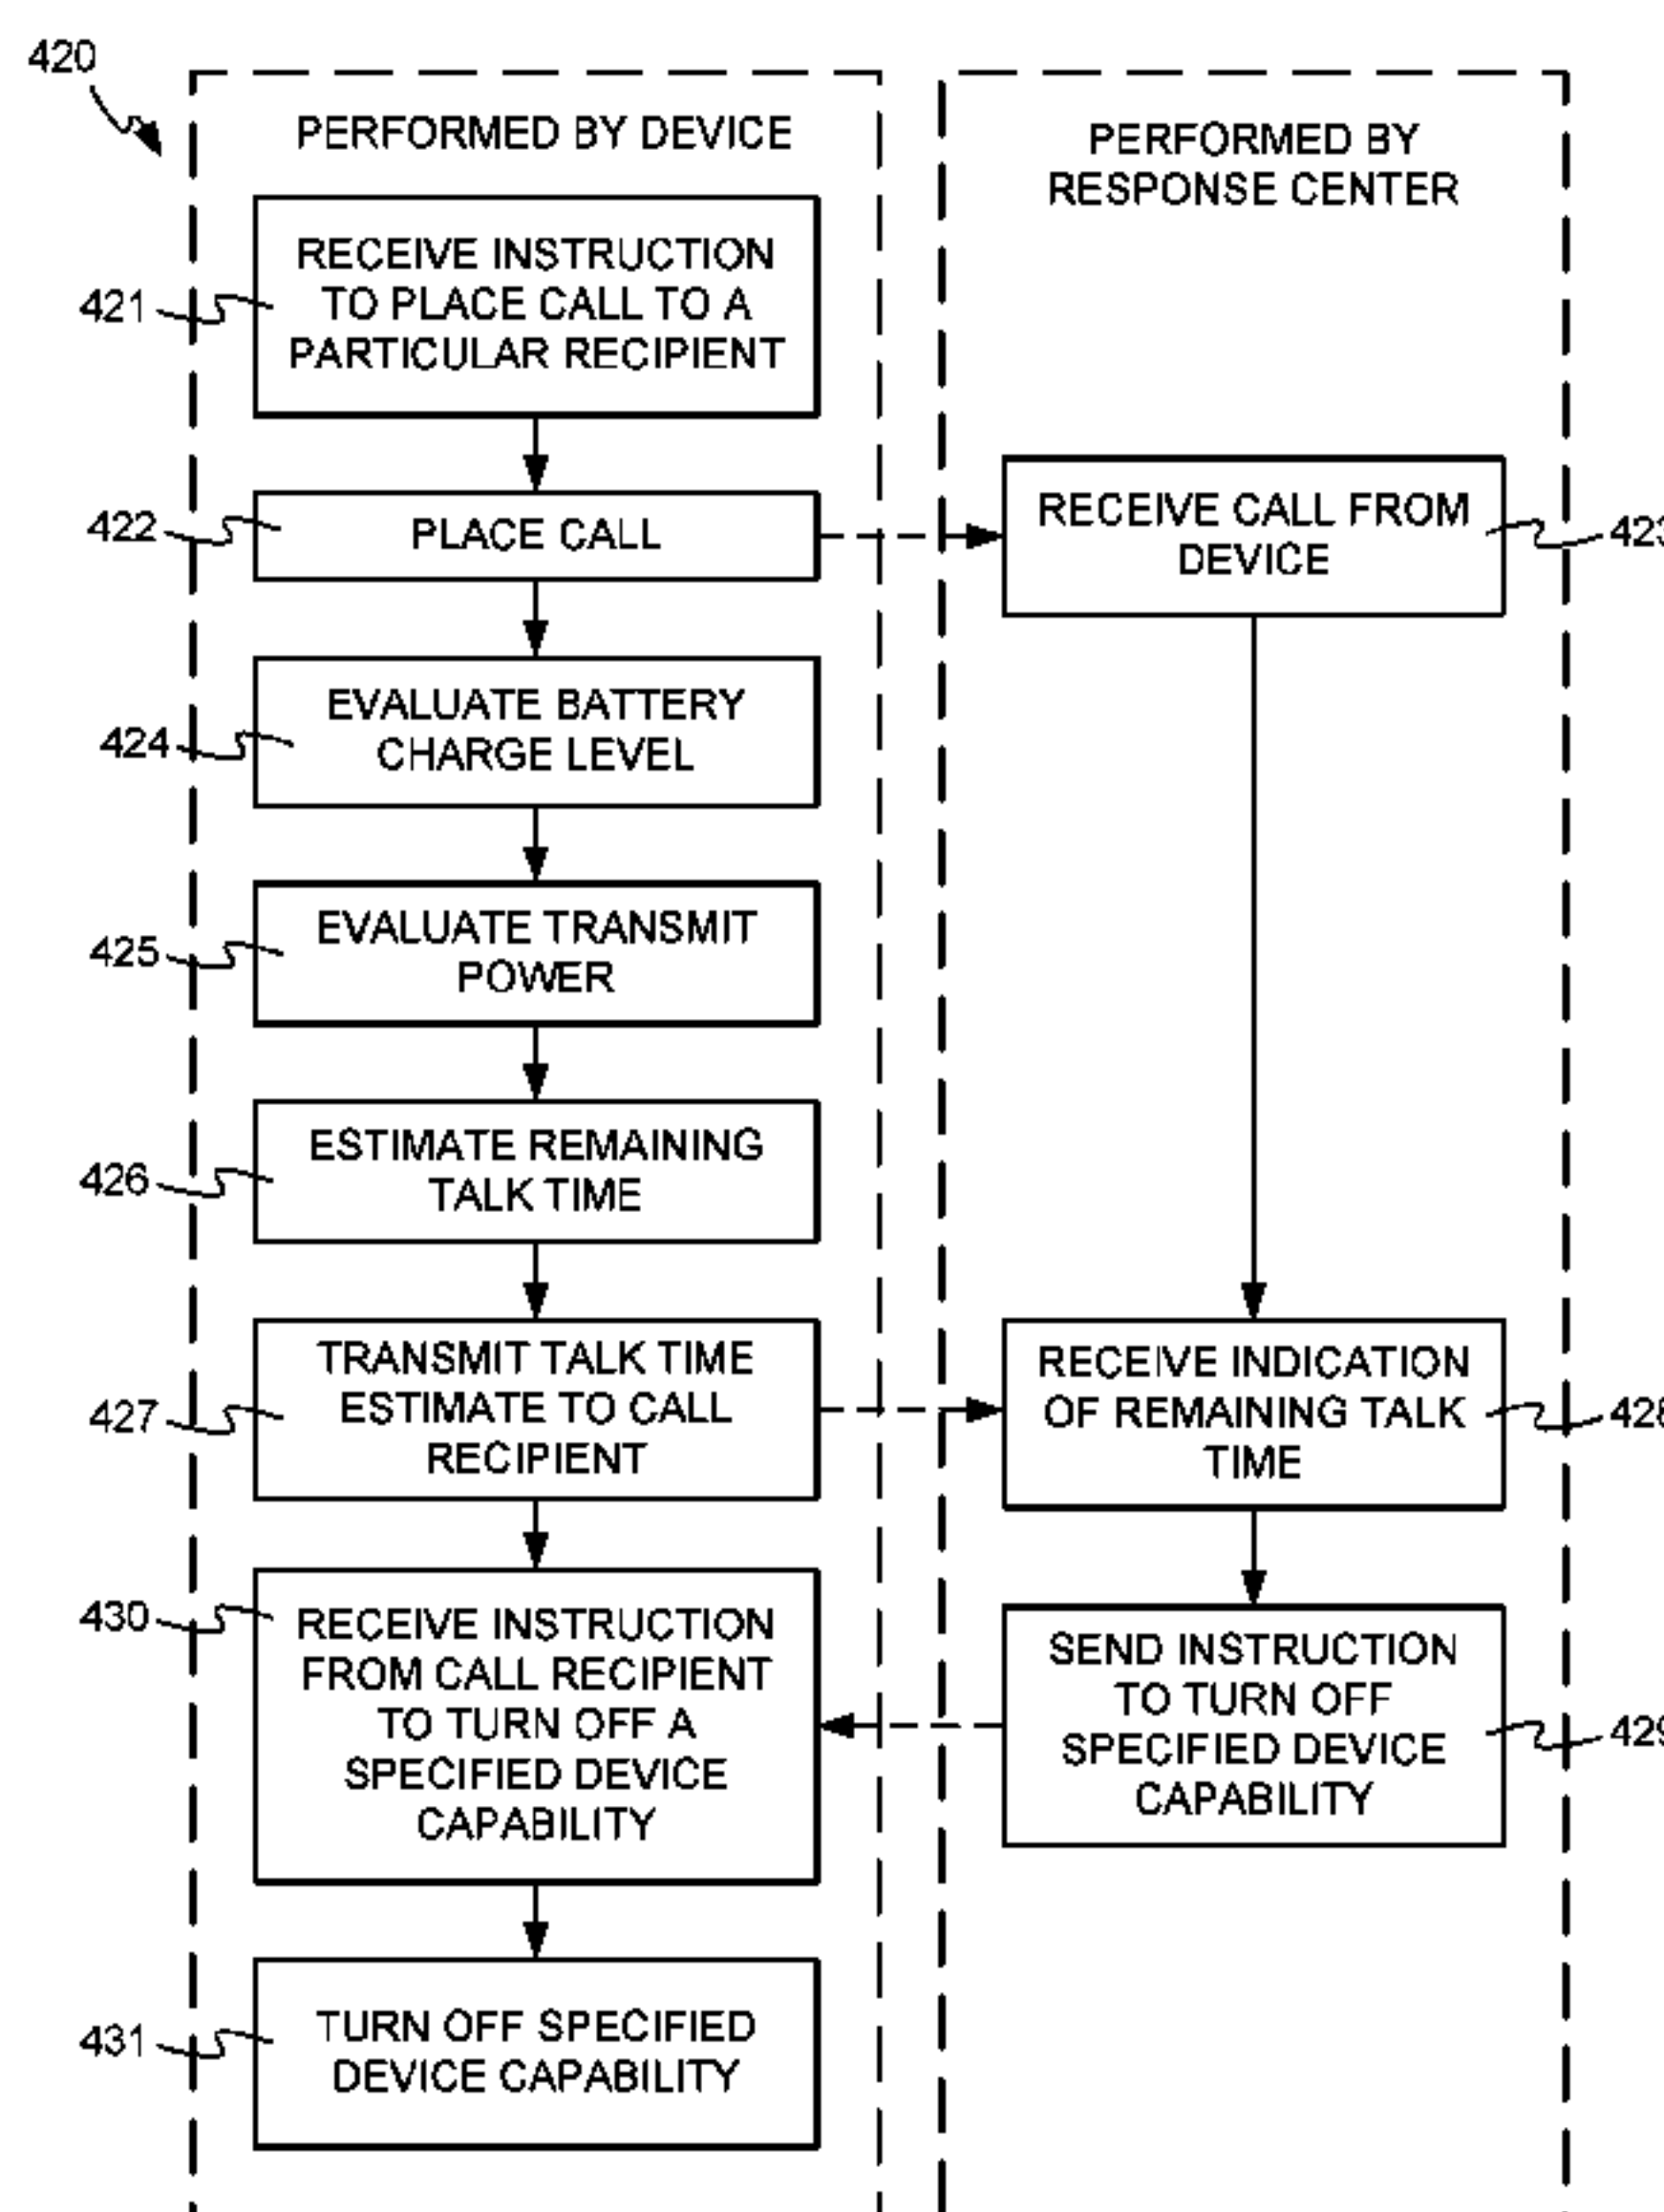 420
PERFORMED BY DEVICE
PERFORMED BY
RESPONSE CENTER
RECEIVE INSTRUCTION
TO PLACE CALL TO A
PARTICULAR RECIPIENT
421
422
PLACE CALL
RECEIVE CALL FROM
DEVICE
423
EVALUATE BATTERY
CHARGE LEVEL
424
EVALUATE TRANSMIT
POWER
425
ESTIMATE REMAINING
TALK TIME
426
TRANSMIT TALK TIME
ESTIMATE TO CALL
RECIPIENT
427
RECEIVE INDICATION
OF REMAINING TALK
TIME
428
430
RECEIVE INSTRUCTION
FROM CALL RECIPIENT
TO TURN OFF A
SPECIFIED DEVICE
CAPABILITY
SEND INSTRUCTION
TO TURN OFF
SPECIFIED DEVICE
CAPABILITY
429
431
TURN OFF SPECIFIED
DEVICE CAPABILITY